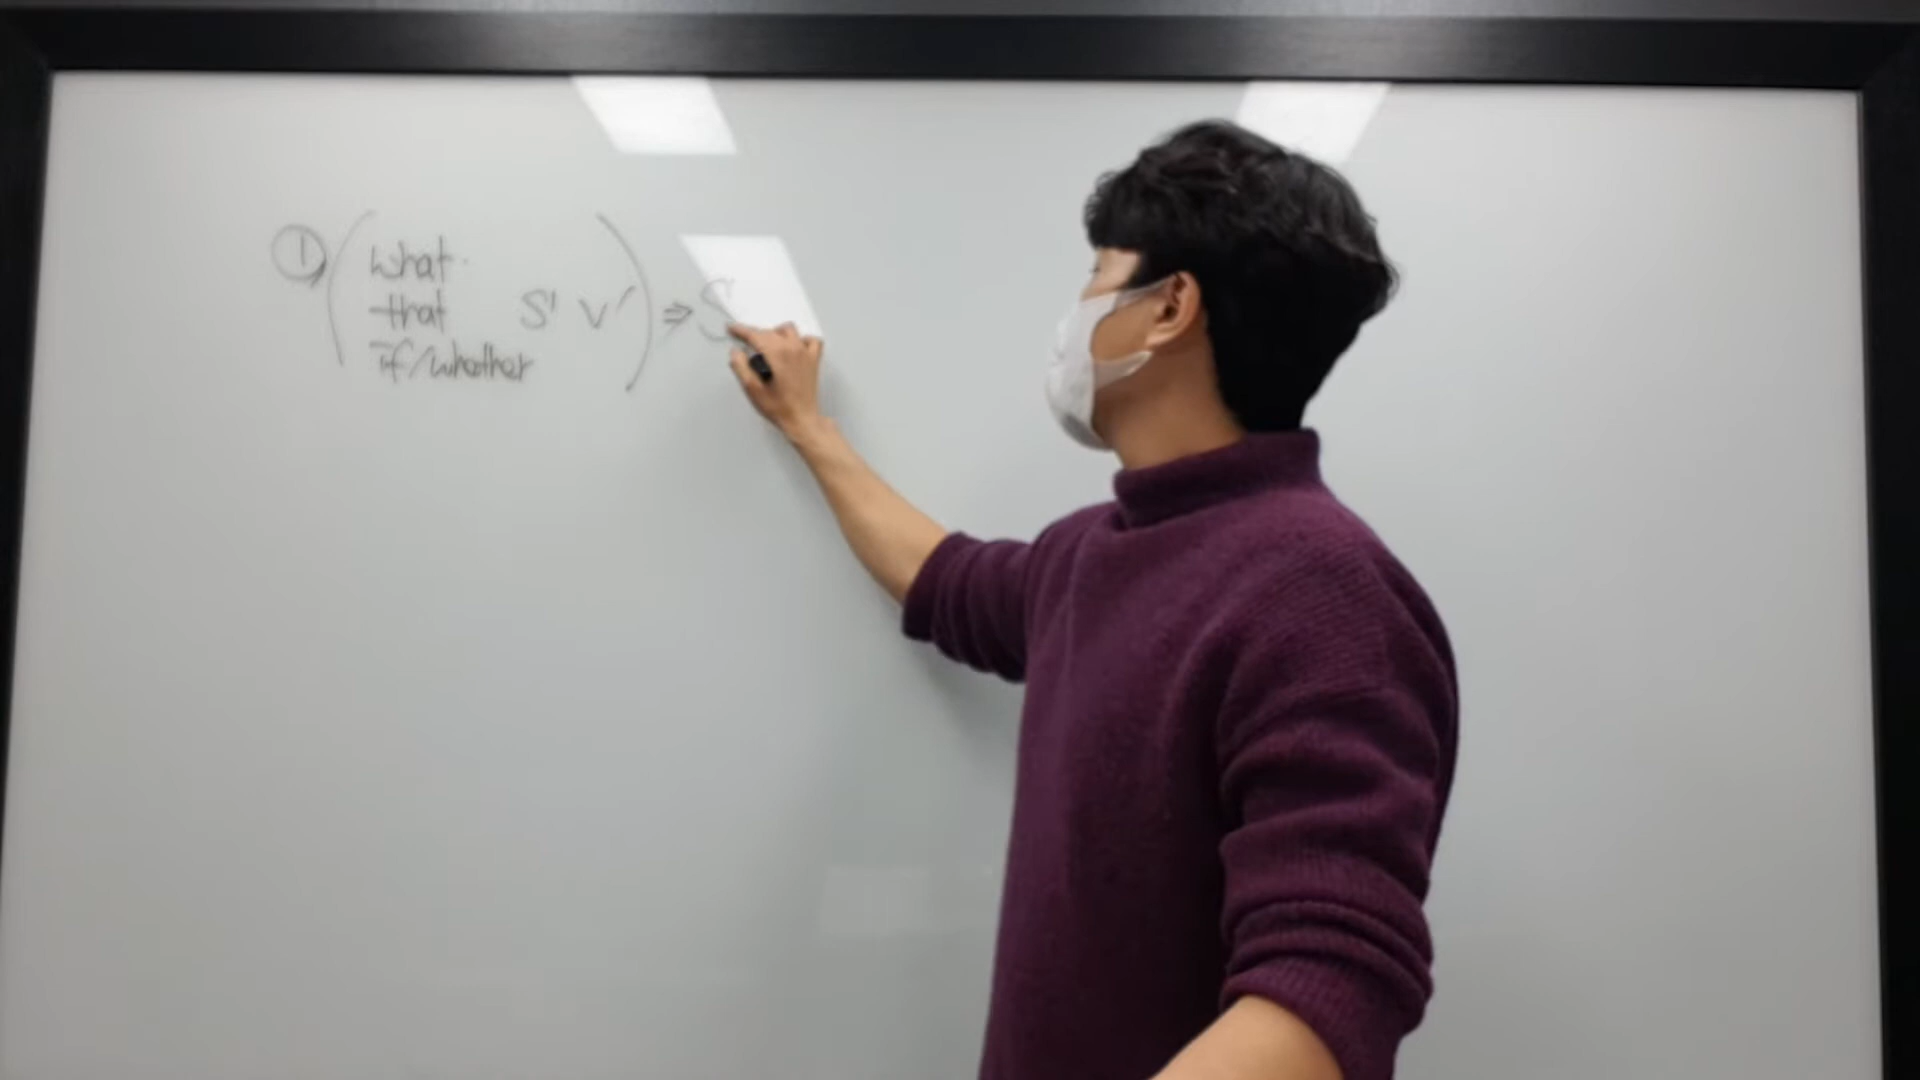 ① ( what
that S' V' ) ⇒ S
if/whether